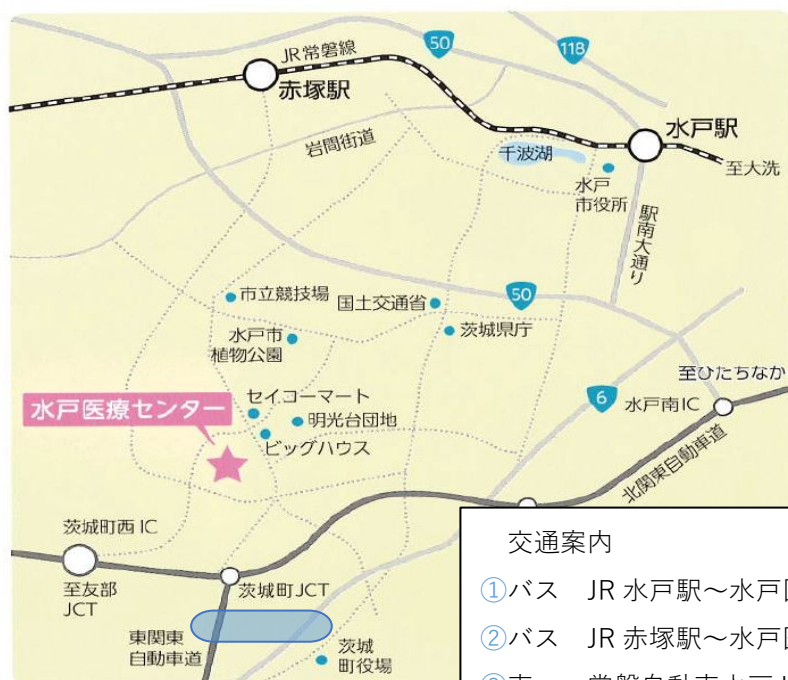 50
118
JR常磐線
赤塚駅
水戸駅
岩間街道
千波湖
至大洗
水戸
市役所
駅南大通り
市立競技場
国土交通省
50
水戸市
植物公園
茨城県庁
至ひたちなか
セイコーマート
6
水戸南IC
水戸医療センター
明光台団地
ビッグハウス
北関東自動車道
茨城町西IC
交通案内
至友部
JCT
茨城町JCT
①バス JR水戸駅~水戸
東関東
自動車道
茨城
町役場
②バス JR赤塚駅~水戸